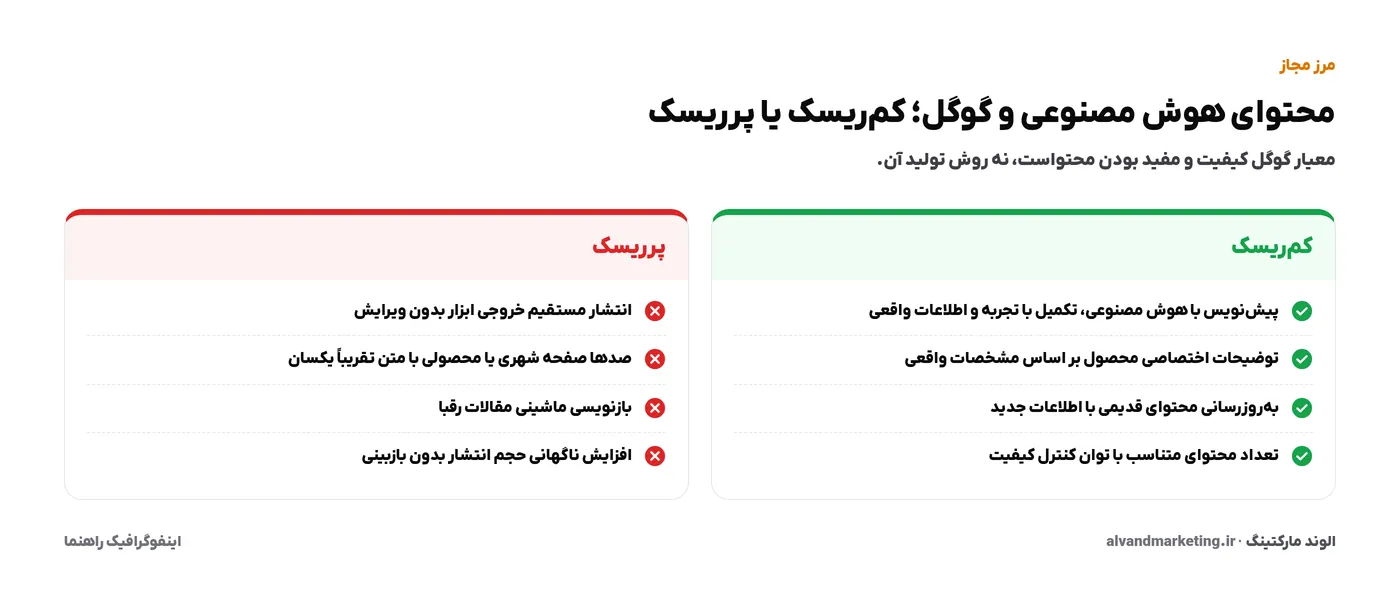 مرز مجاز
محتوای هوش مصنوعی و گوگل؛ کم‌ریسک یا پرریسک
معیار گوگل کیفیت و مفید بودن محتواست، نه روش تولید آن.
کم‌ریسک
پیش‌نویس با هوش مصنوعی، تکمیل با تجربه و اطلاعات واقعی
توضیحات اختصاصی محصول بر اساس مشخصات واقعی
به‌روزرسانی محتوای قدیمی با اطلاعات جدید
تعداد محتوای متناسب با توان کنترل کیفیت
پرریسک
انتشار مستقیم خروجی ابزار بدون ویرایش
صدها صفحه شهری یا محصولی با متن تقریباً یکسان
بازنویسی ماشینی مقالات رقبا
افزایش ناگهانی حجم انتشار بدون بازبینی
الوند مارکتینگ · alvandmarketing.ir
اینفوگرافیک راهنما